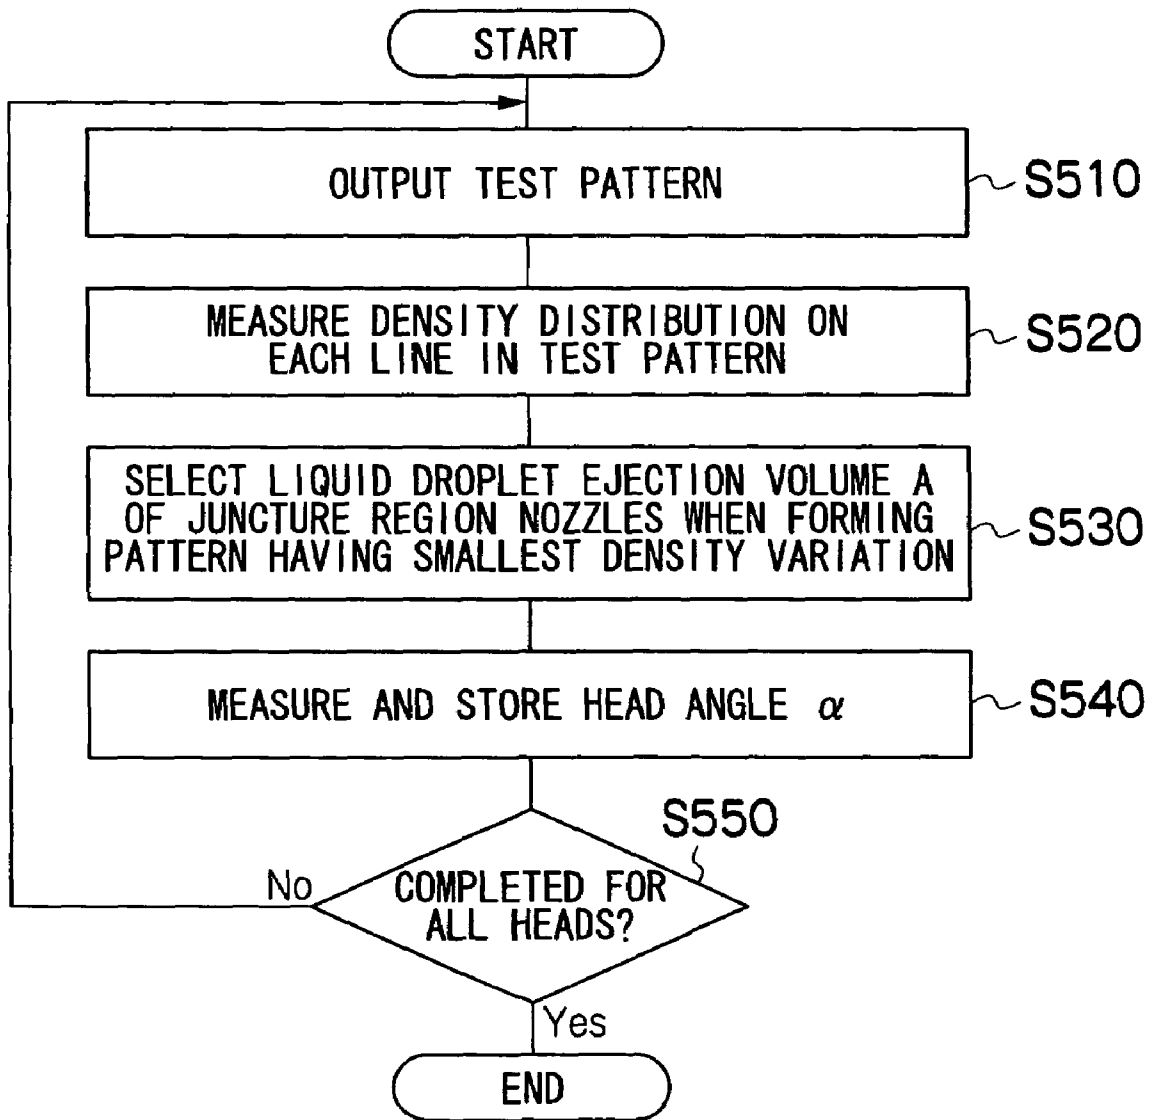 START
OUTPUT TEST PATTERN
S510
MEASURE DENSITY DISTRIBUTION ON
EACH LINE IN TEST PATTERN
S520
SELECT LIQUID DROPLET EJECTION VOLUME A
OF JUNCTURE REGION NOZZLES WHEN FORMING
PATTERN HAVING SMALLEST DENSITY VARIATION
S530
MEASURE AND STORE HEAD ANGLE α
S540
S550
No
COMPLETED FOR
ALL HEADS?
Yes
END